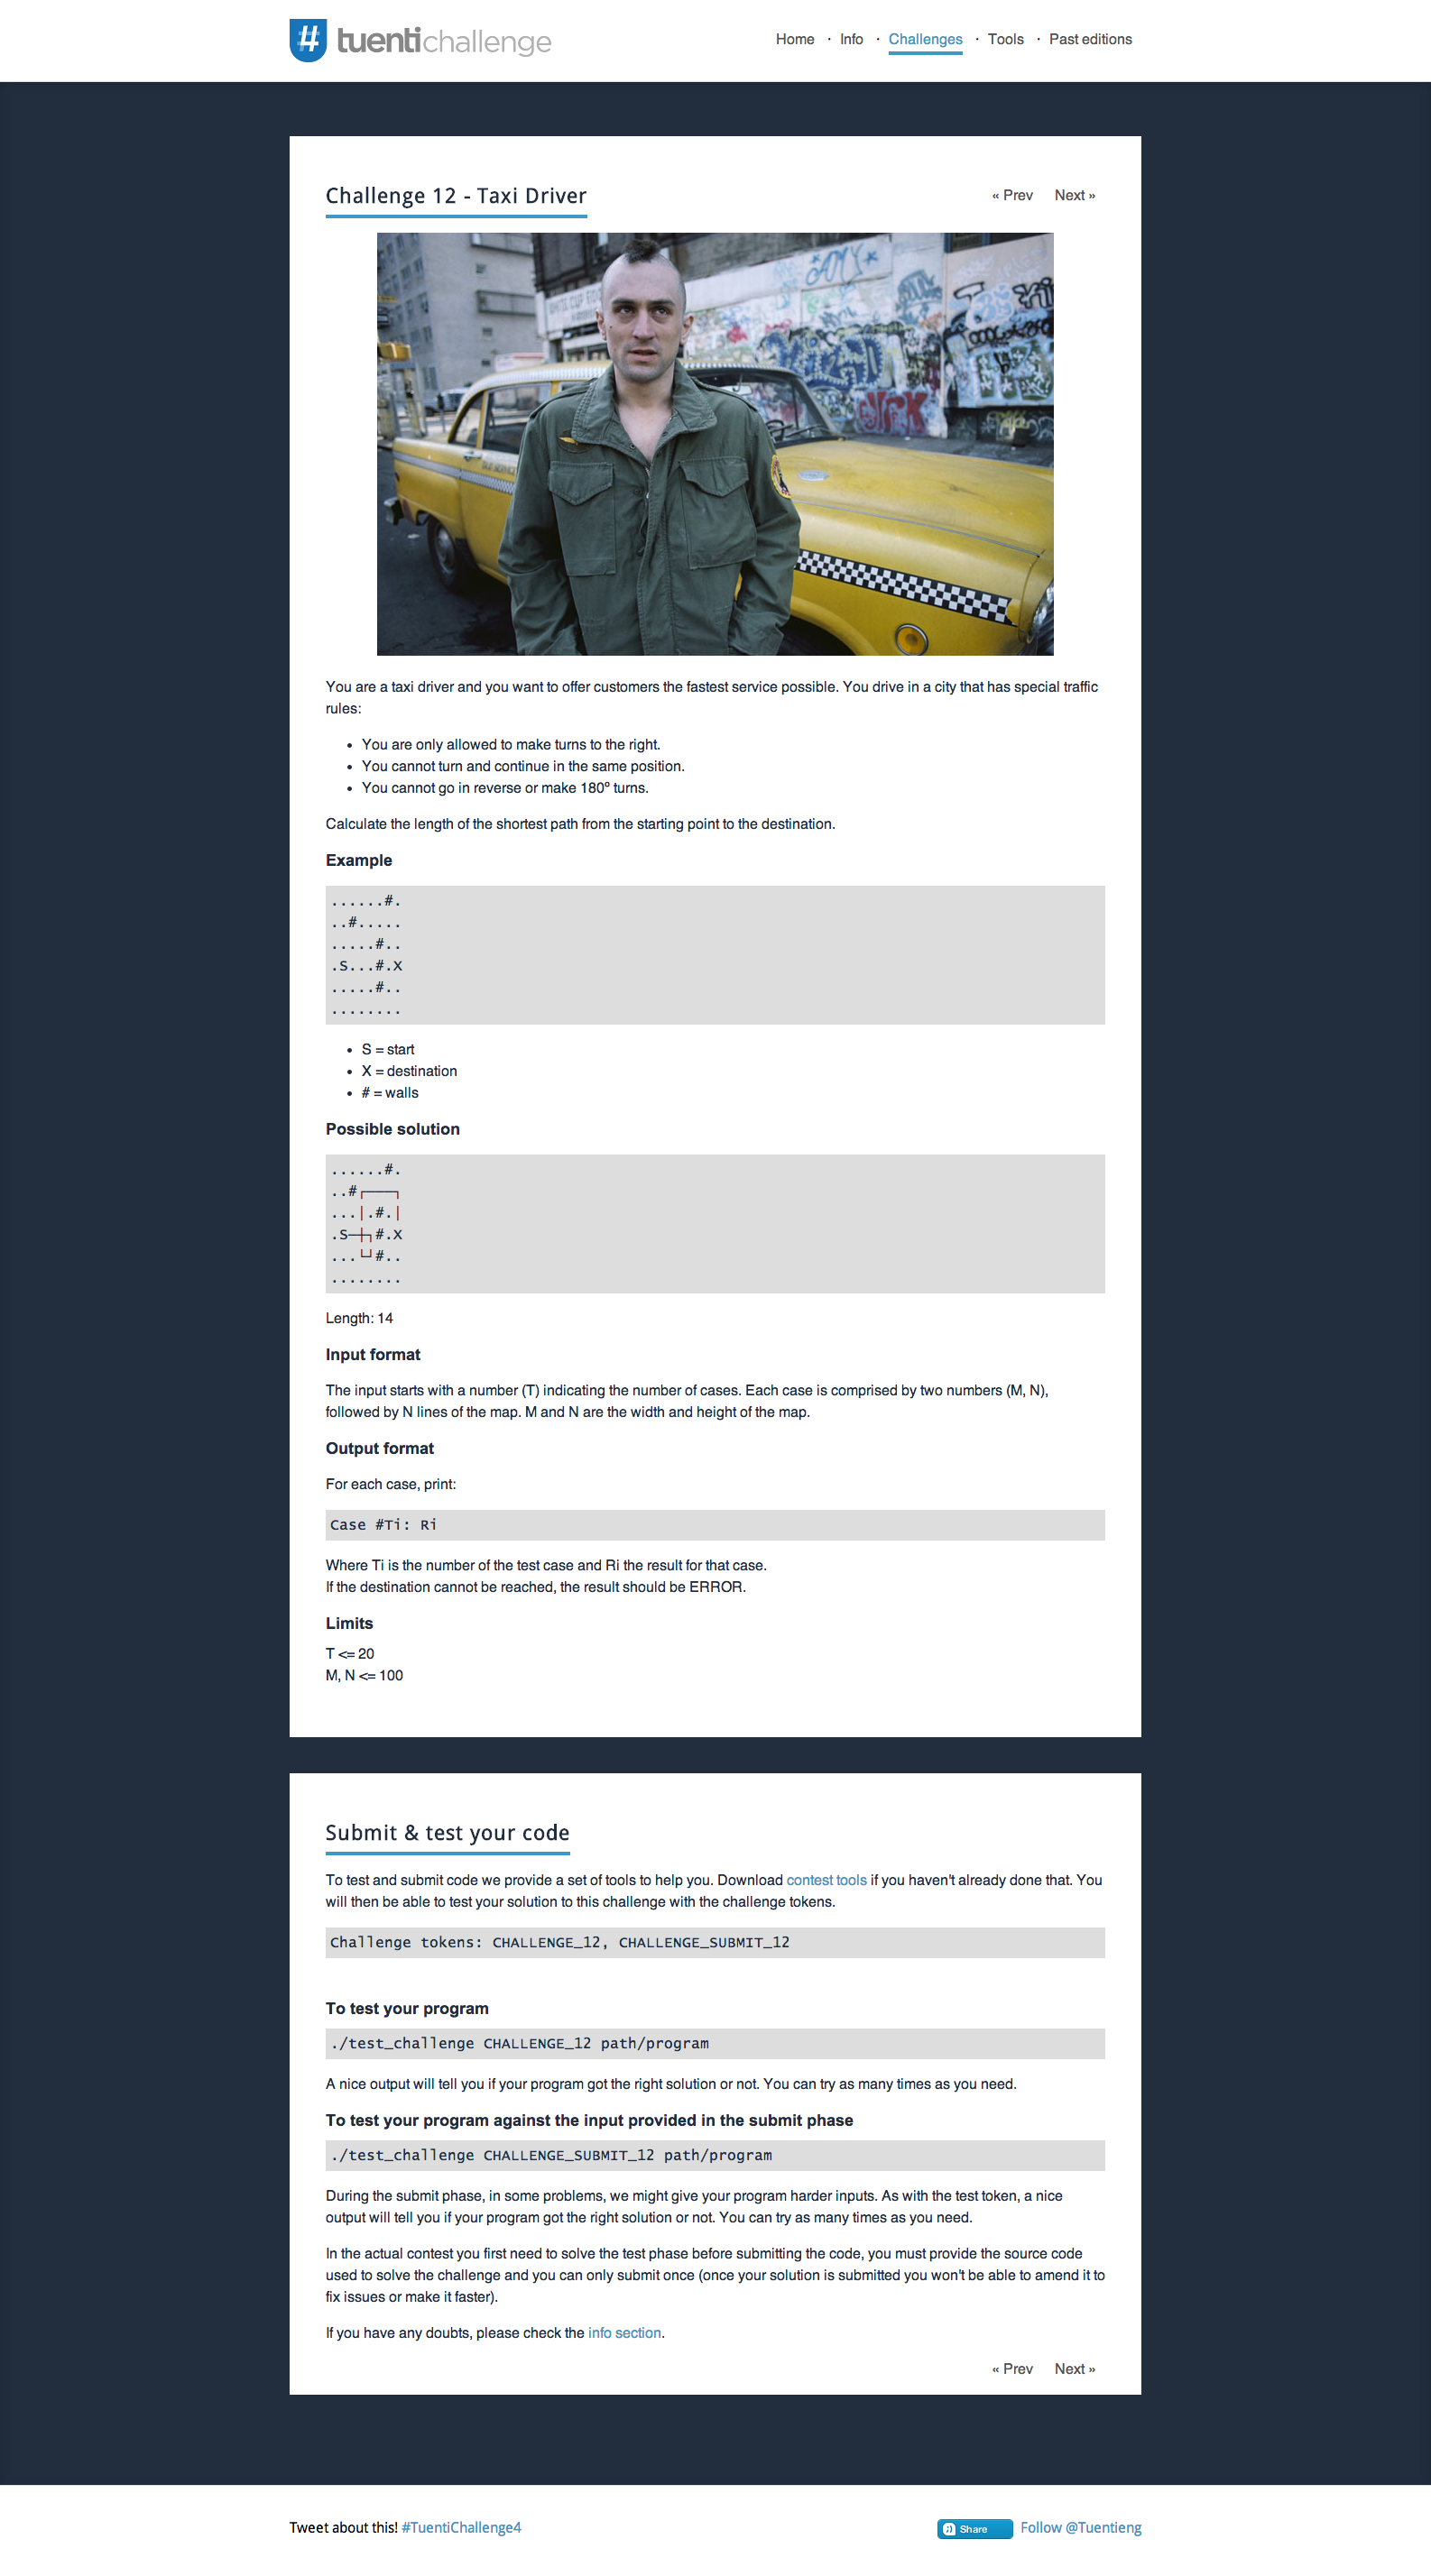 # tuentichallenge
Home · Info · Challenges · Tools · Past editions
Challenge 12 - Taxi Driver
« Prev Next »
You are a taxi driver and you want to offer customers the fastest service possible. You drive in a city that has special traffic
rules:
• You are only allowed to make turns to the right.
• You cannot turn and continue in the same position.
• You cannot go in reverse or make 180º turns.
Calculate the length of the shortest path from the starting point to the destination.
Example
......#.
..#.....
.....#..
.S...#.X
.....#..
........
• S = start
• X = destination
• # = walls
Possible solution
......#.
..#┌───┐
...|.#.|
.S─┼┐#.X
...└┘#..
........
Length: 14
Input format
The input starts with a number (T) indicating the number of cases. Each case is comprised by two numbers (M, N),
followed by N lines of the map. M and N are the width and height of the map.
Output format
For each case, print:
Case #Ti: Ri
Where Ti is the number of the test case and Ri the result for that case.
If the destination cannot be reached, the result should be ERROR.
Limits
T <= 20
M, N <= 100
Submit & test your code
To test and submit code we provide a set of tools to help you. Download contest tools if you haven't already done that. You
will then be able to test your solution to this challenge with the challenge tokens.
Challenge tokens: CHALLENGE_12, CHALLENGE_SUBMIT_12
To test your program
./test_challenge CHALLENGE_12 path/program
A nice output will tell you if your program got the right solution or not. You can try as many times as you need.
To test your program against the input provided in the submit phase
./test_challenge CHALLENGE_SUBMIT_12 path/program
During the submit phase, in some problems, we might give your program harder inputs. As with the test token, a nice
output will tell you if your program got the right solution or not. You can try as many times as you need.
In the actual contest you first need to solve the test phase before submitting the code, you must provide the source code
used to solve the challenge and you can only submit once (once your solution is submitted you won't be able to amend it to
fix issues or make it faster).
If you have any doubts, please check the info section.
« Prev Next »
Tweet about this! #TuentiChallenge4
Share Follow @Tuentieng